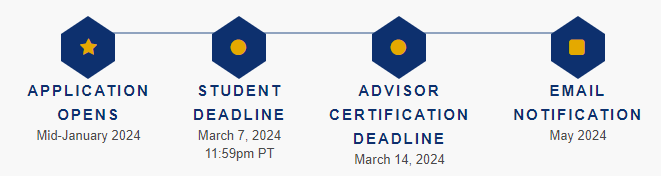 APPLICATION
OPENS
Mid-January 2024
STUDENT
DEADLINE
March 7, 2024
11:59pm PT
ADVISOR
CERTIFICATION
DEADLINE
March 14, 2024
EMAIL
NOTIFICATION
May 2024